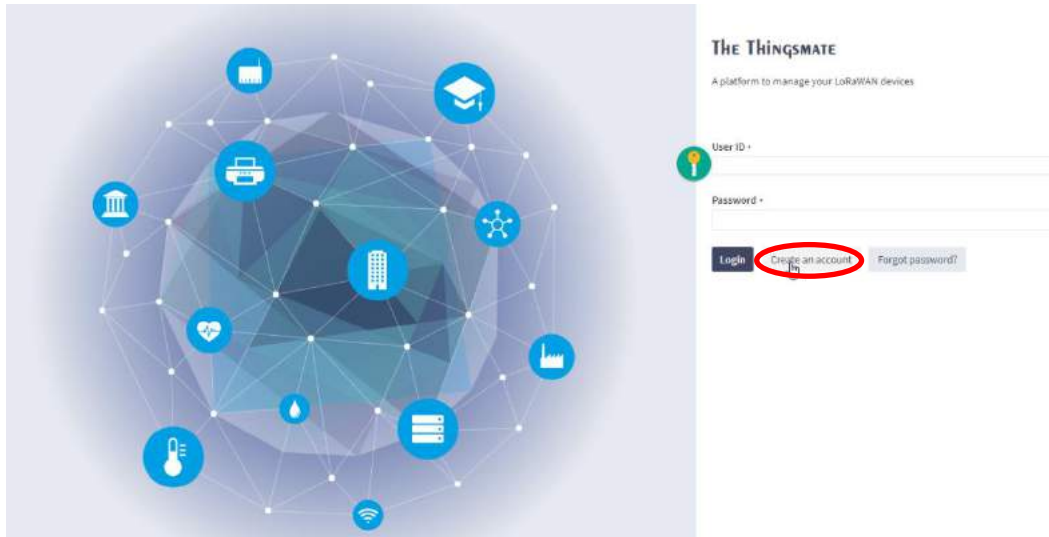 The Thingsmate
A platform to manage your LoRaWAN devices
User ID *
Password *
Login Create an account Forgot password?